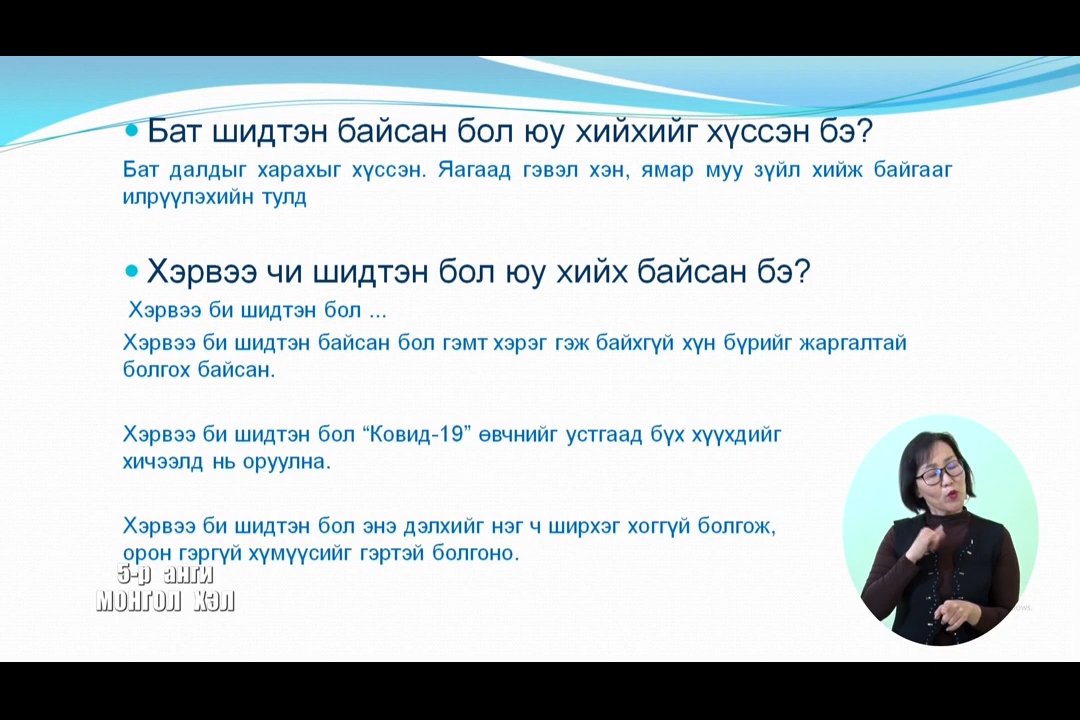 • Бат шидтэн байсан бол юу хийхийг хүссэн бэ?
Бат далдыг харахыг хүссэн. Яагаад гэвэл хэн, ямар муу зүйл хийж байгааг
илрүүлэхийн тулд
• Хэрвээ чи шидтэн бол юу хийх байсан бэ?
Хэрвээ би шидтэн бол ...
Хэрвээ би шидтэн байсан бол гэмт хэрэг гэж байхгүй хүн бүрийг жаргалтай
болгох байсан.
Хэрвээ би шидтэн бол “Ковид-19” өвчнийг устгаад бүх хүүхдийг
хичээлд нь оруулна.
Хэрвээ би шидтэн бол энэ дэлхийг нэг ч ширхэг хоггүй болгож,
орон гэргүй хүмүүсийг гэртэй болгоно.
5-р анги
МОНГОЛ ХЭЛ